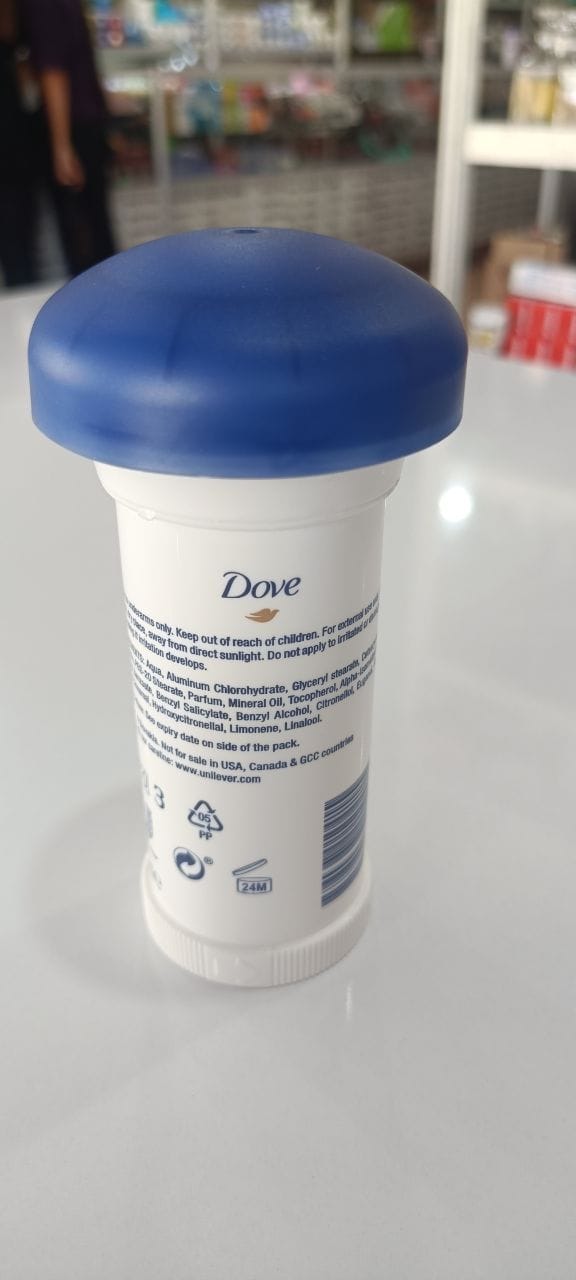 Dove
underarms only. Keep out of reach of children. For external use
place, away from direct sunlight. Do not apply to irritated or
if irritation develops.
Aqua, Aluminum Chlorohydrate, Glyceryl stearate,
Stearate, Parfum, Mineral Oil, Tocopherol,
Benzyl Salicylate, Benzyl Alcohol, Citronellol,
Hydroxycitronellal, Limonene, Linalool.
See expiry date on side of the pack.
Not for sale in USA, Canada & GCC countries
www.unilever.com
3
05
PP
®
24M